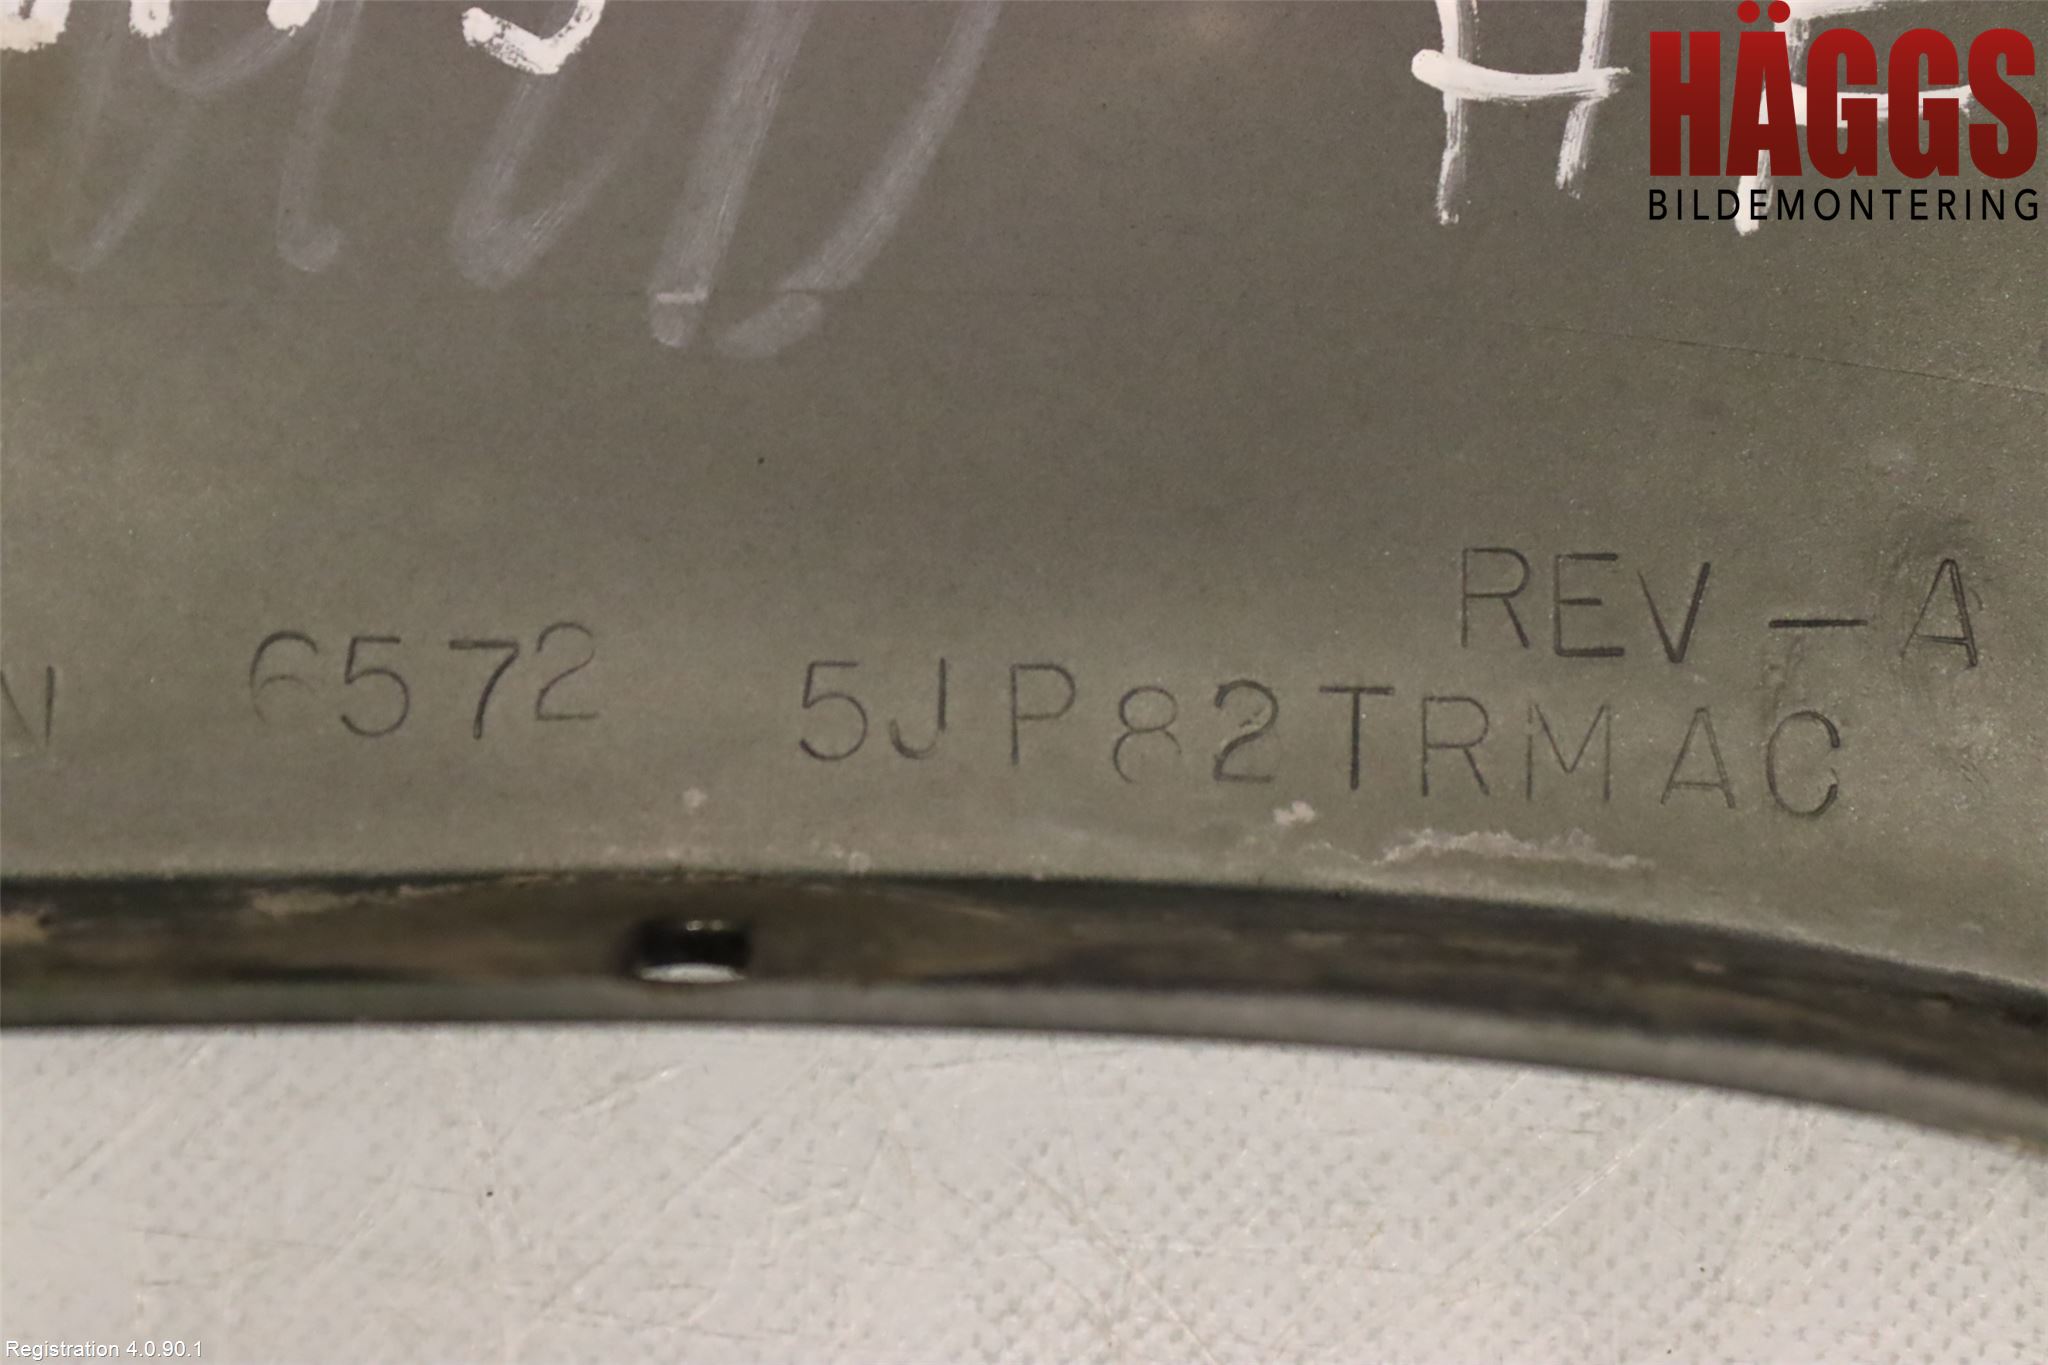 HÄGGS
BILDEMONTERING
REV-A
6572 5JP82TRMAC
Registration 4.0.90.1